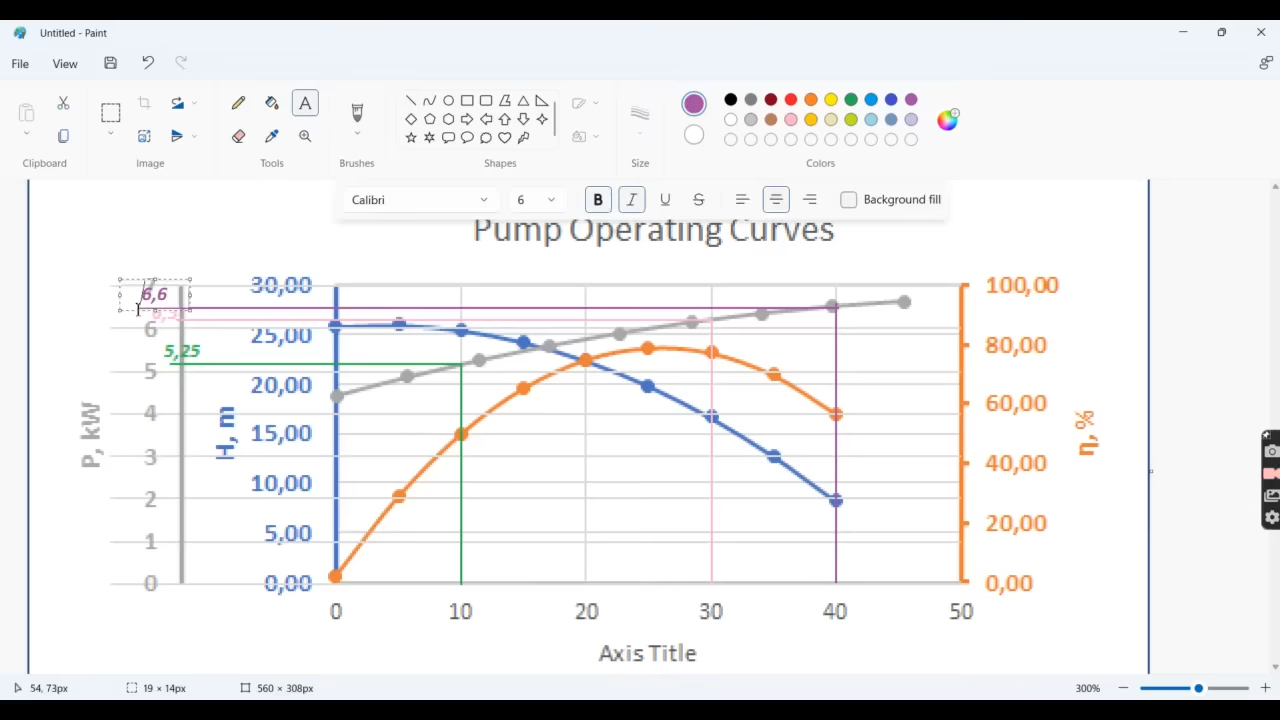 Untitled - Paint
File View
Clipboard Image Tools Brushes Shapes Size Colors
Calibri 6 B I U S Background fill
Pump Operating Curves
7
6,6
6
5,25
5
4
3
2
1
0
P, kW
30,00
25,00
20,00
15,00
10,00
5,00
0,00
H, m
100,00
80,00
60,00
40,00
20,00
0,00
η, %
0 10 20 30 40 50
Axis Title
54, 73px 19 × 14px 560 × 308px 300%